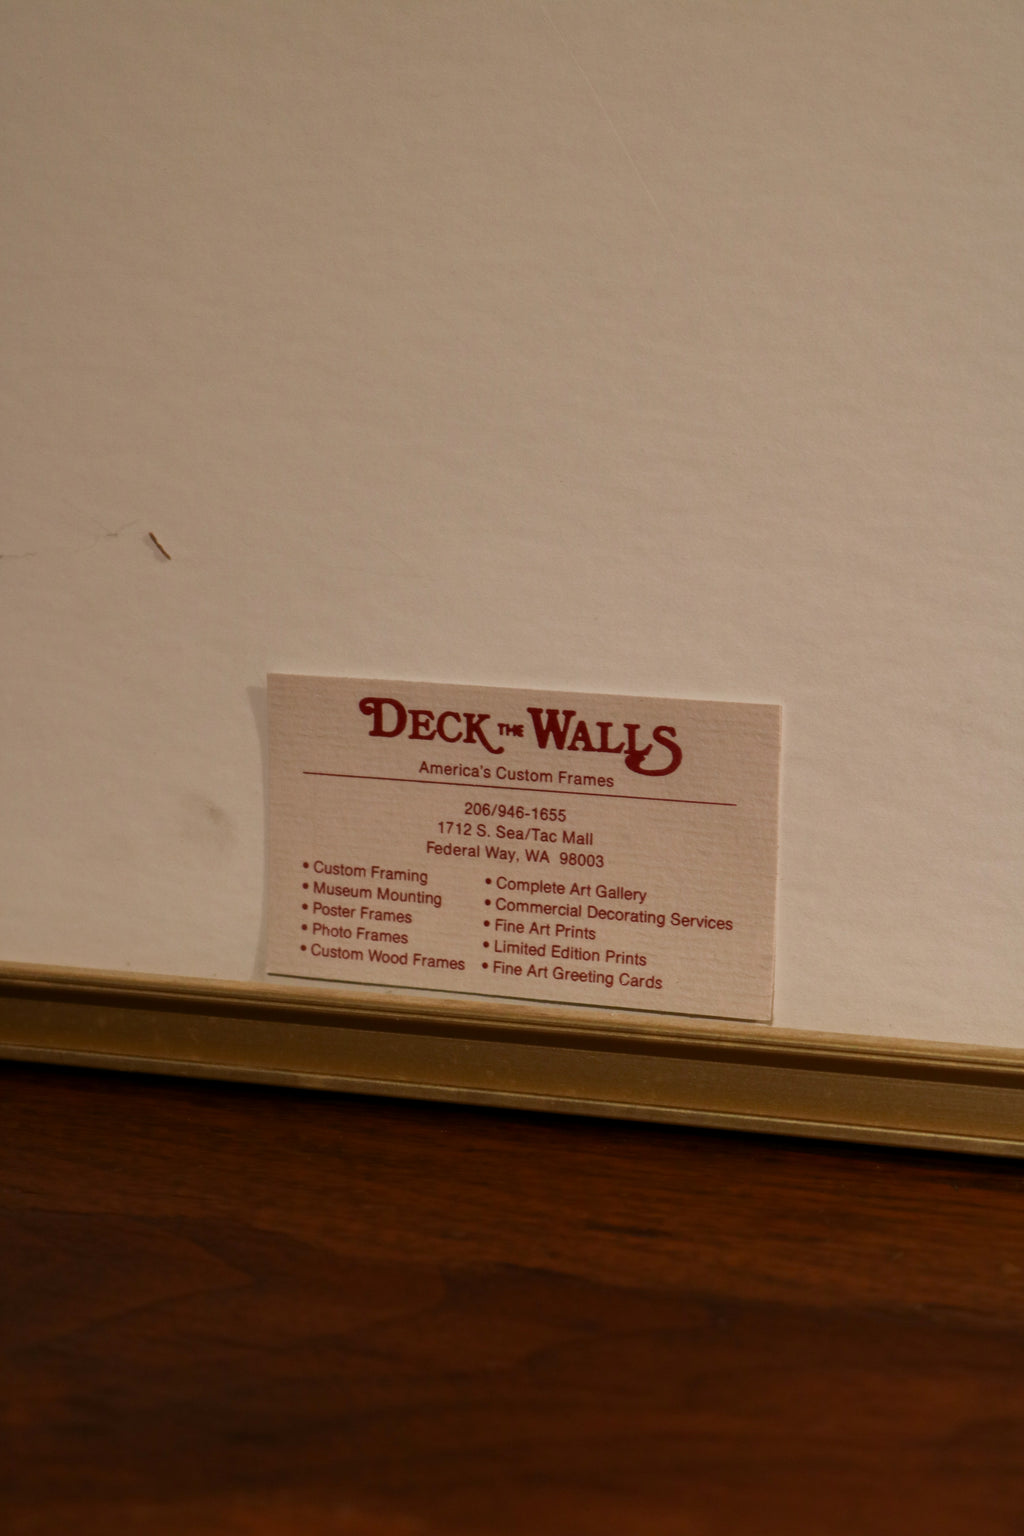 DECK THE WALLS
America's Custom Frames
206/946-1655
1712 S. Sea/Tac Mall
Federal Way, WA 98003
• Custom Framing
• Museum Mounting
• Poster Frames
• Photo Frames
• Custom Wood Frames
• Complete Art Gallery
• Commercial Decorating Services
• Fine Art Prints
• Limited Edition Prints
• Fine Art Greeting Cards